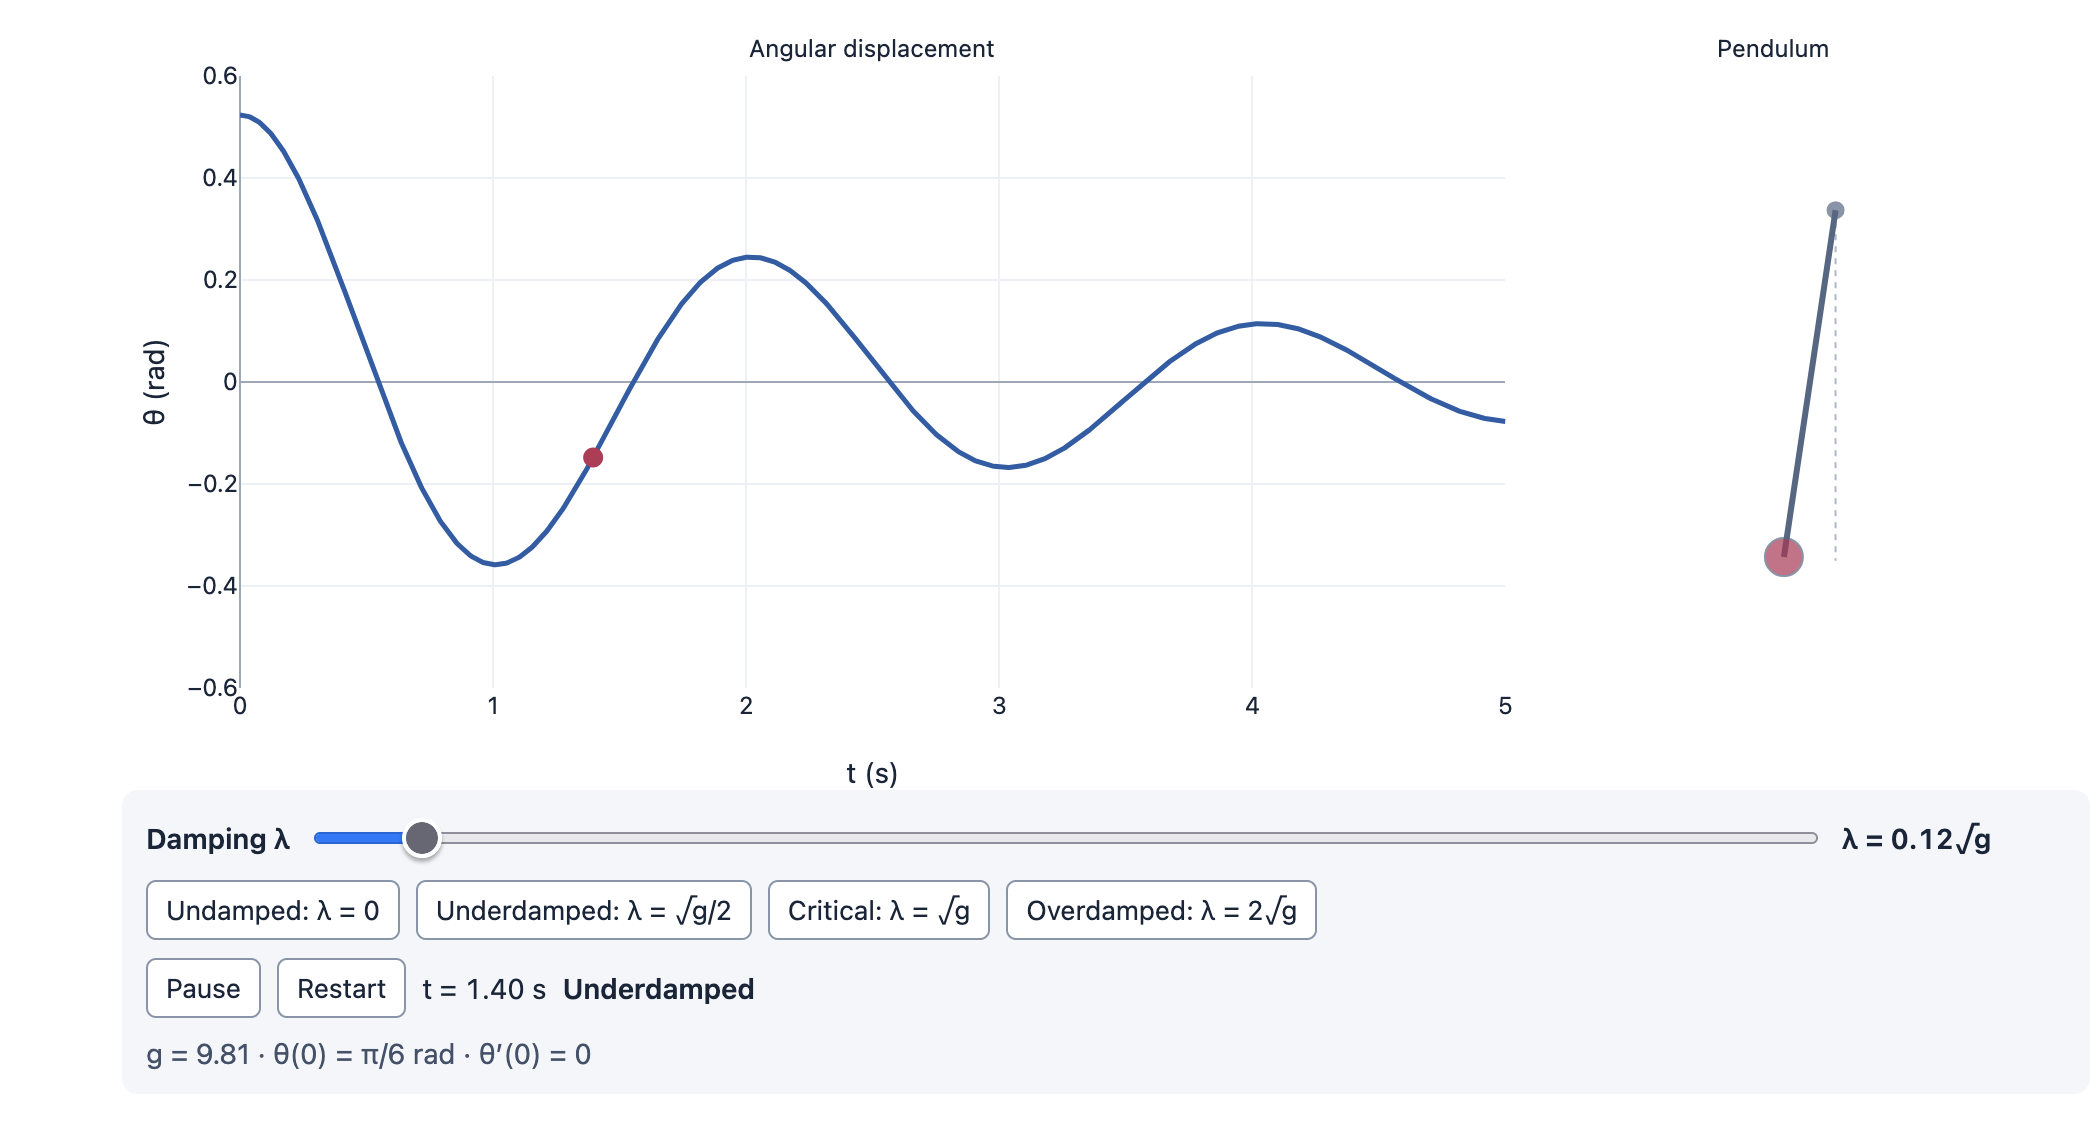 Angular displacement
Pendulum
0.6
0.4
0.2
0
−0.2
−0.4
−0.6
θ (rad)
0 1 2 3 4 5
t (s)
Damping λ λ = 0.12√g
Undamped: λ = 0 Underdamped: λ = √g/2 Critical: λ = √g Overdamped: λ = 2√g
Pause Restart t = 1.40 s Underdamped
g = 9.81 · θ(0) = π/6 rad · θ′(0) = 0